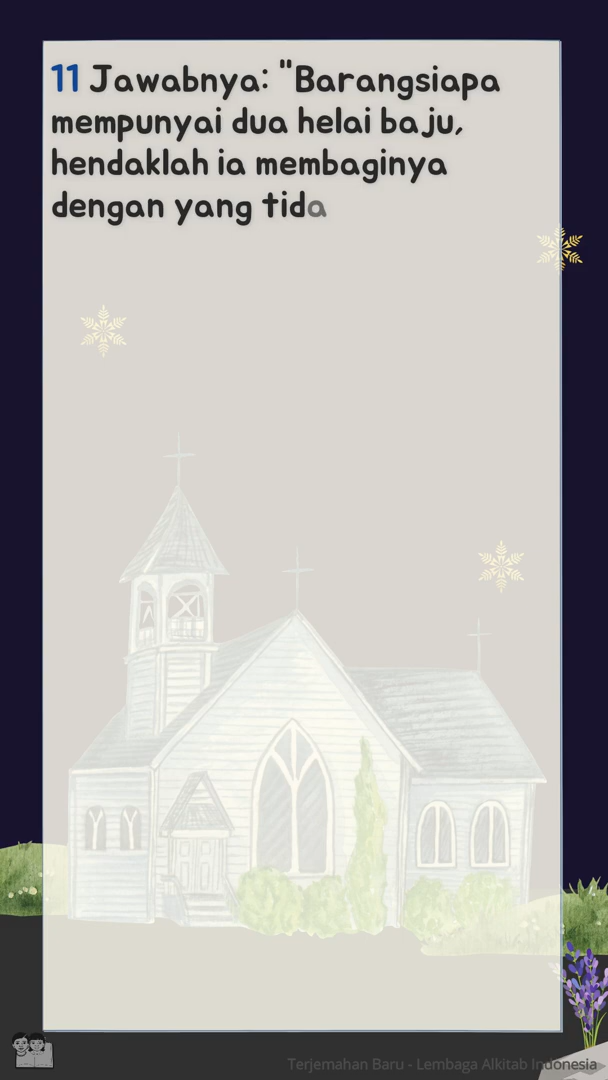 11 Jawabnya: "Barangsiapa
mempunyai dua helai baju,
hendaklah ia membaginya
dengan yang tida
Terjemahan Baru - Lembaga Alkitab Indonesia